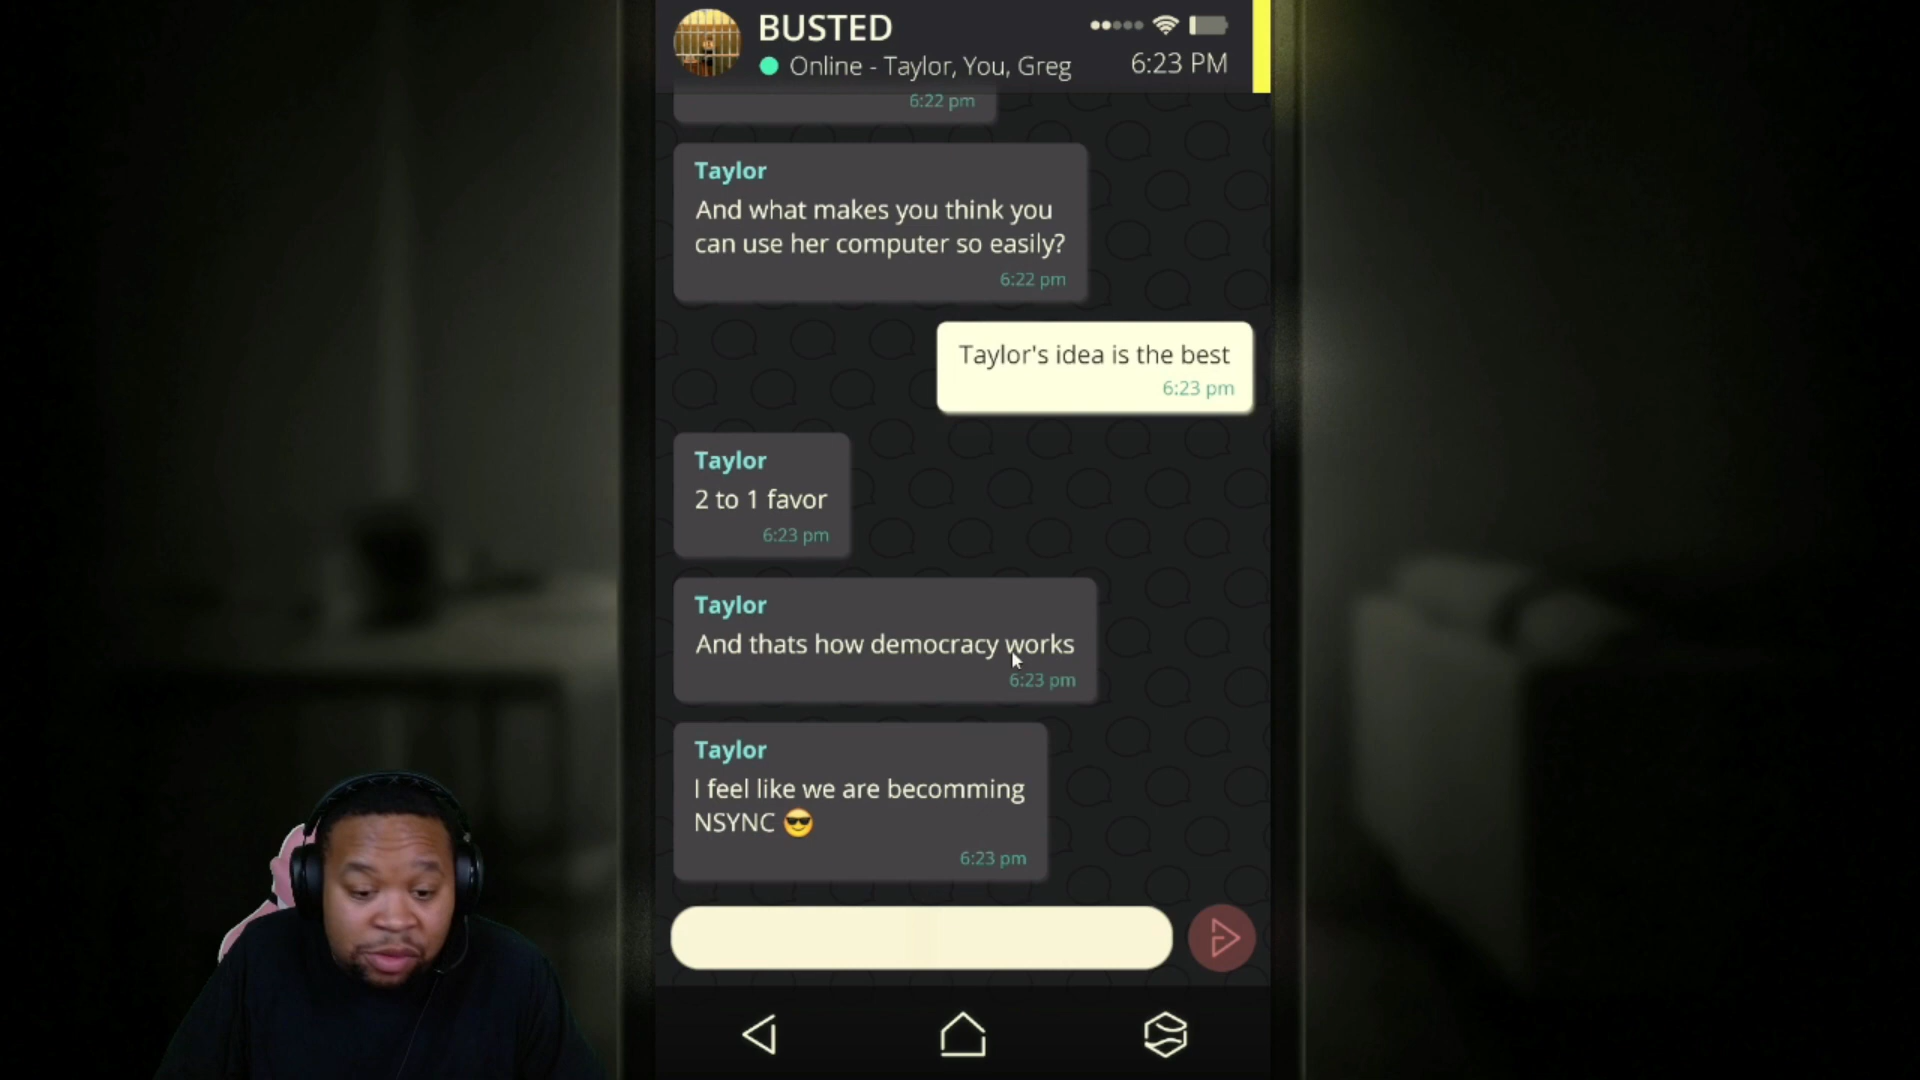 BUSTED
Online - Taylor, You, Greg
6:23 PM
6:22 pm
Taylor
And what makes you think you
can use her computer so easily?
6:22 pm
Taylor's idea is the best
6:23 pm
Taylor
2 to 1 favor
6:23 pm
Taylor
And thats how democracy works
6:23 pm
Taylor
I feel like we are becomming
NSYNC 😎
6:23 pm